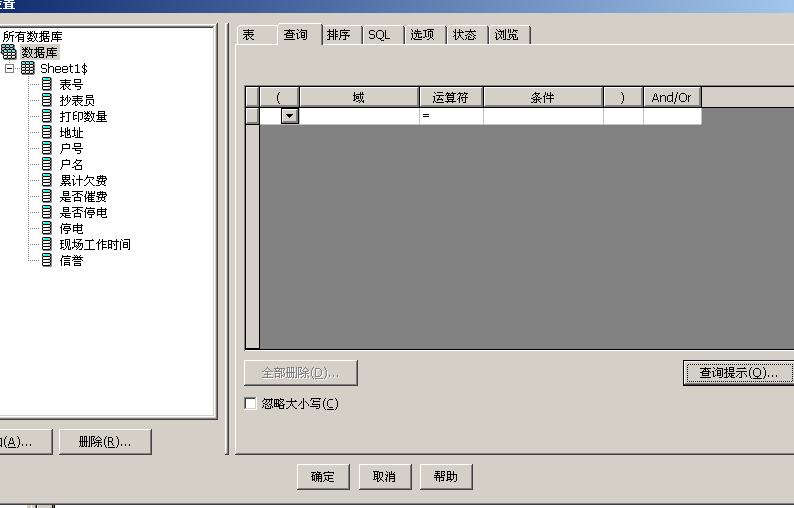 所有数据库
数据库
Sheet1$
表号
抄表员
打印数量
地址
户号
户名
累计欠费
是否催费
是否停电
停电
现场工作时间
信誉
(A)...
删除(R)...
表 查询 排序 SQL 选项 状态 浏览
( 域 运算符 条件 ) And/Or
=
全部删除(D)...
查询提示(Q)...
忽略大小写(C)
确定 取消 帮助